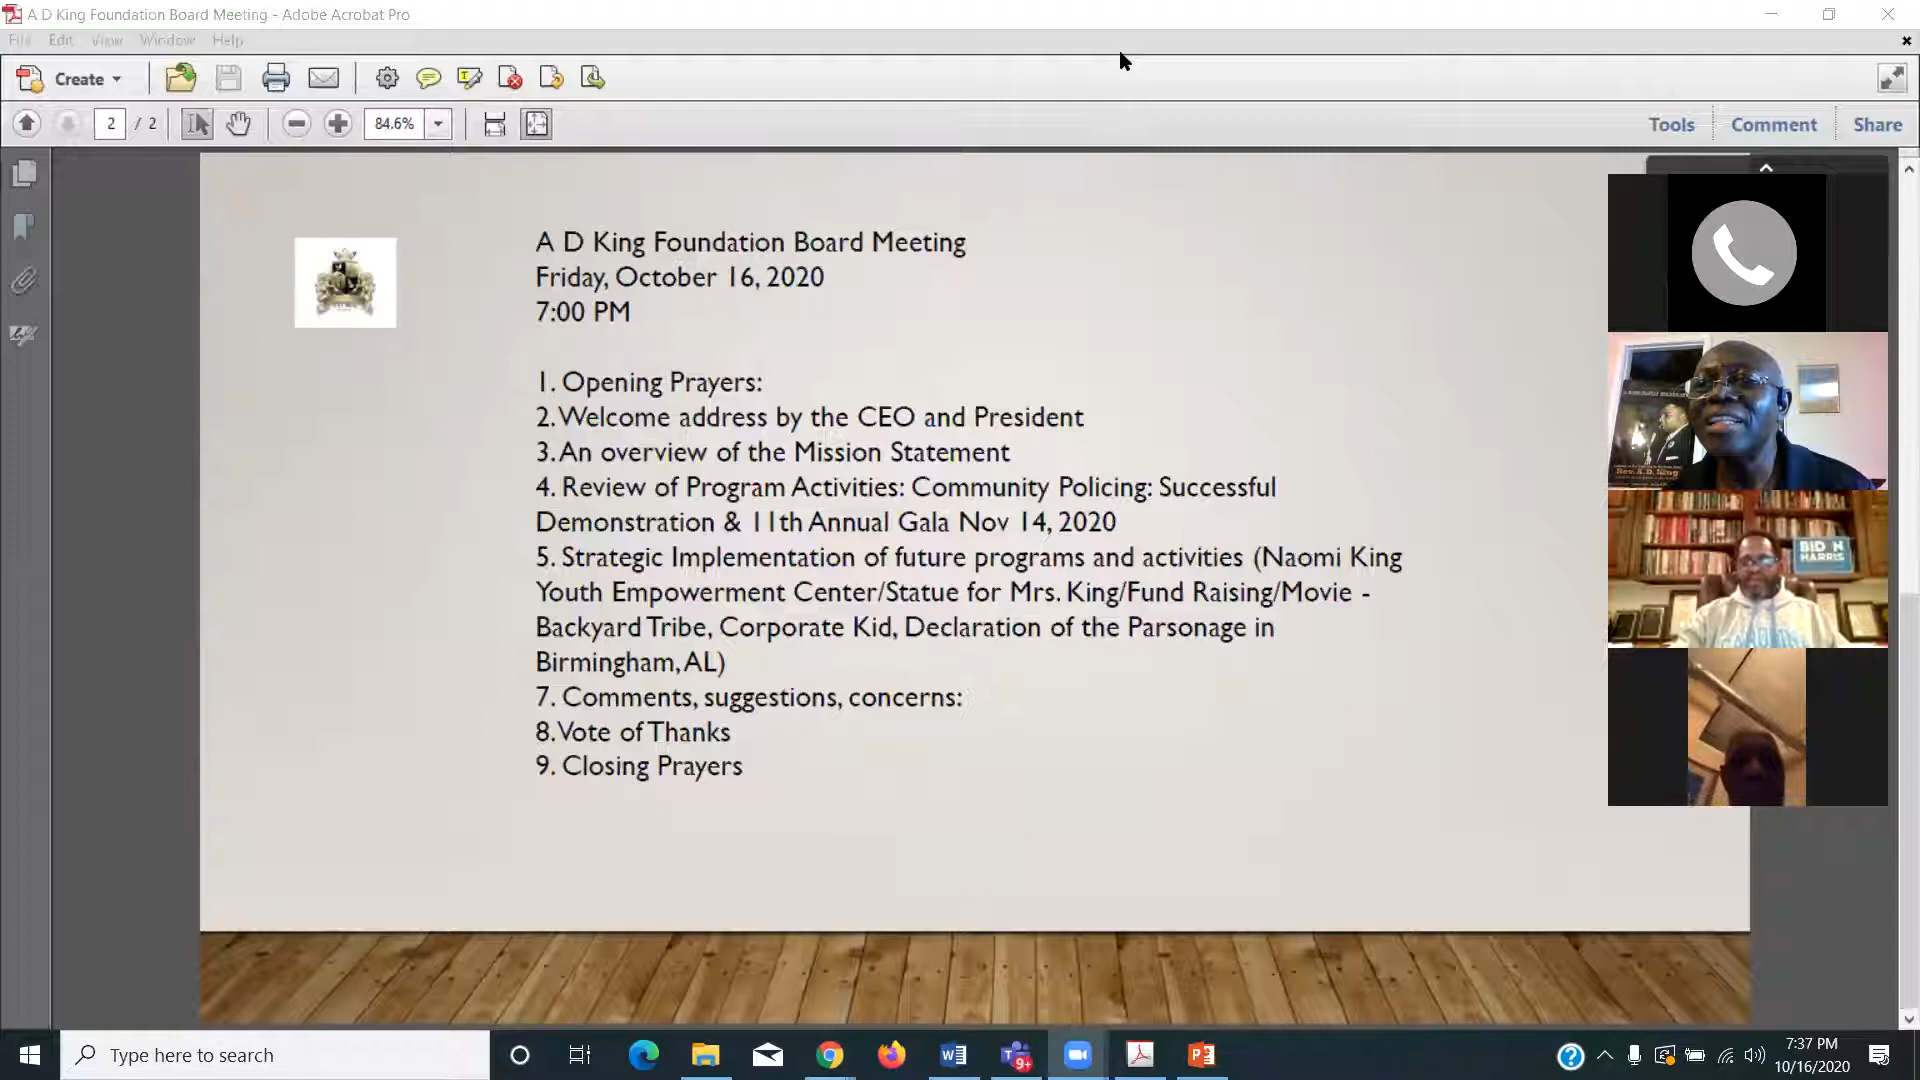 A D King Foundation Board Meeting - Adobe Acrobat Pro
File Edit View Window Help
Create
2 / 2
84.6%
Tools Comment Share
A D King Foundation Board Meeting
Friday, October 16, 2020
7:00 PM
1. Opening Prayers:
2. Welcome address by the CEO and President
3. An overview of the Mission Statement
4. Review of Program Activities: Community Policing: Successful
Demonstration & 11th Annual Gala Nov 14, 2020
5. Strategic Implementation of future programs and activities (Naomi King
Youth Empowerment Center/Statue for Mrs. King/Fund Raising/Movie -
Backyard Tribe, Corporate Kid, Declaration of the Parsonage in
Birmingham, AL)
7. Comments, suggestions, concerns:
8. Vote of Thanks
9. Closing Prayers
Rev. A.D. King
HARRIS
Type here to search
9+
7:37 PM
10/16/2020